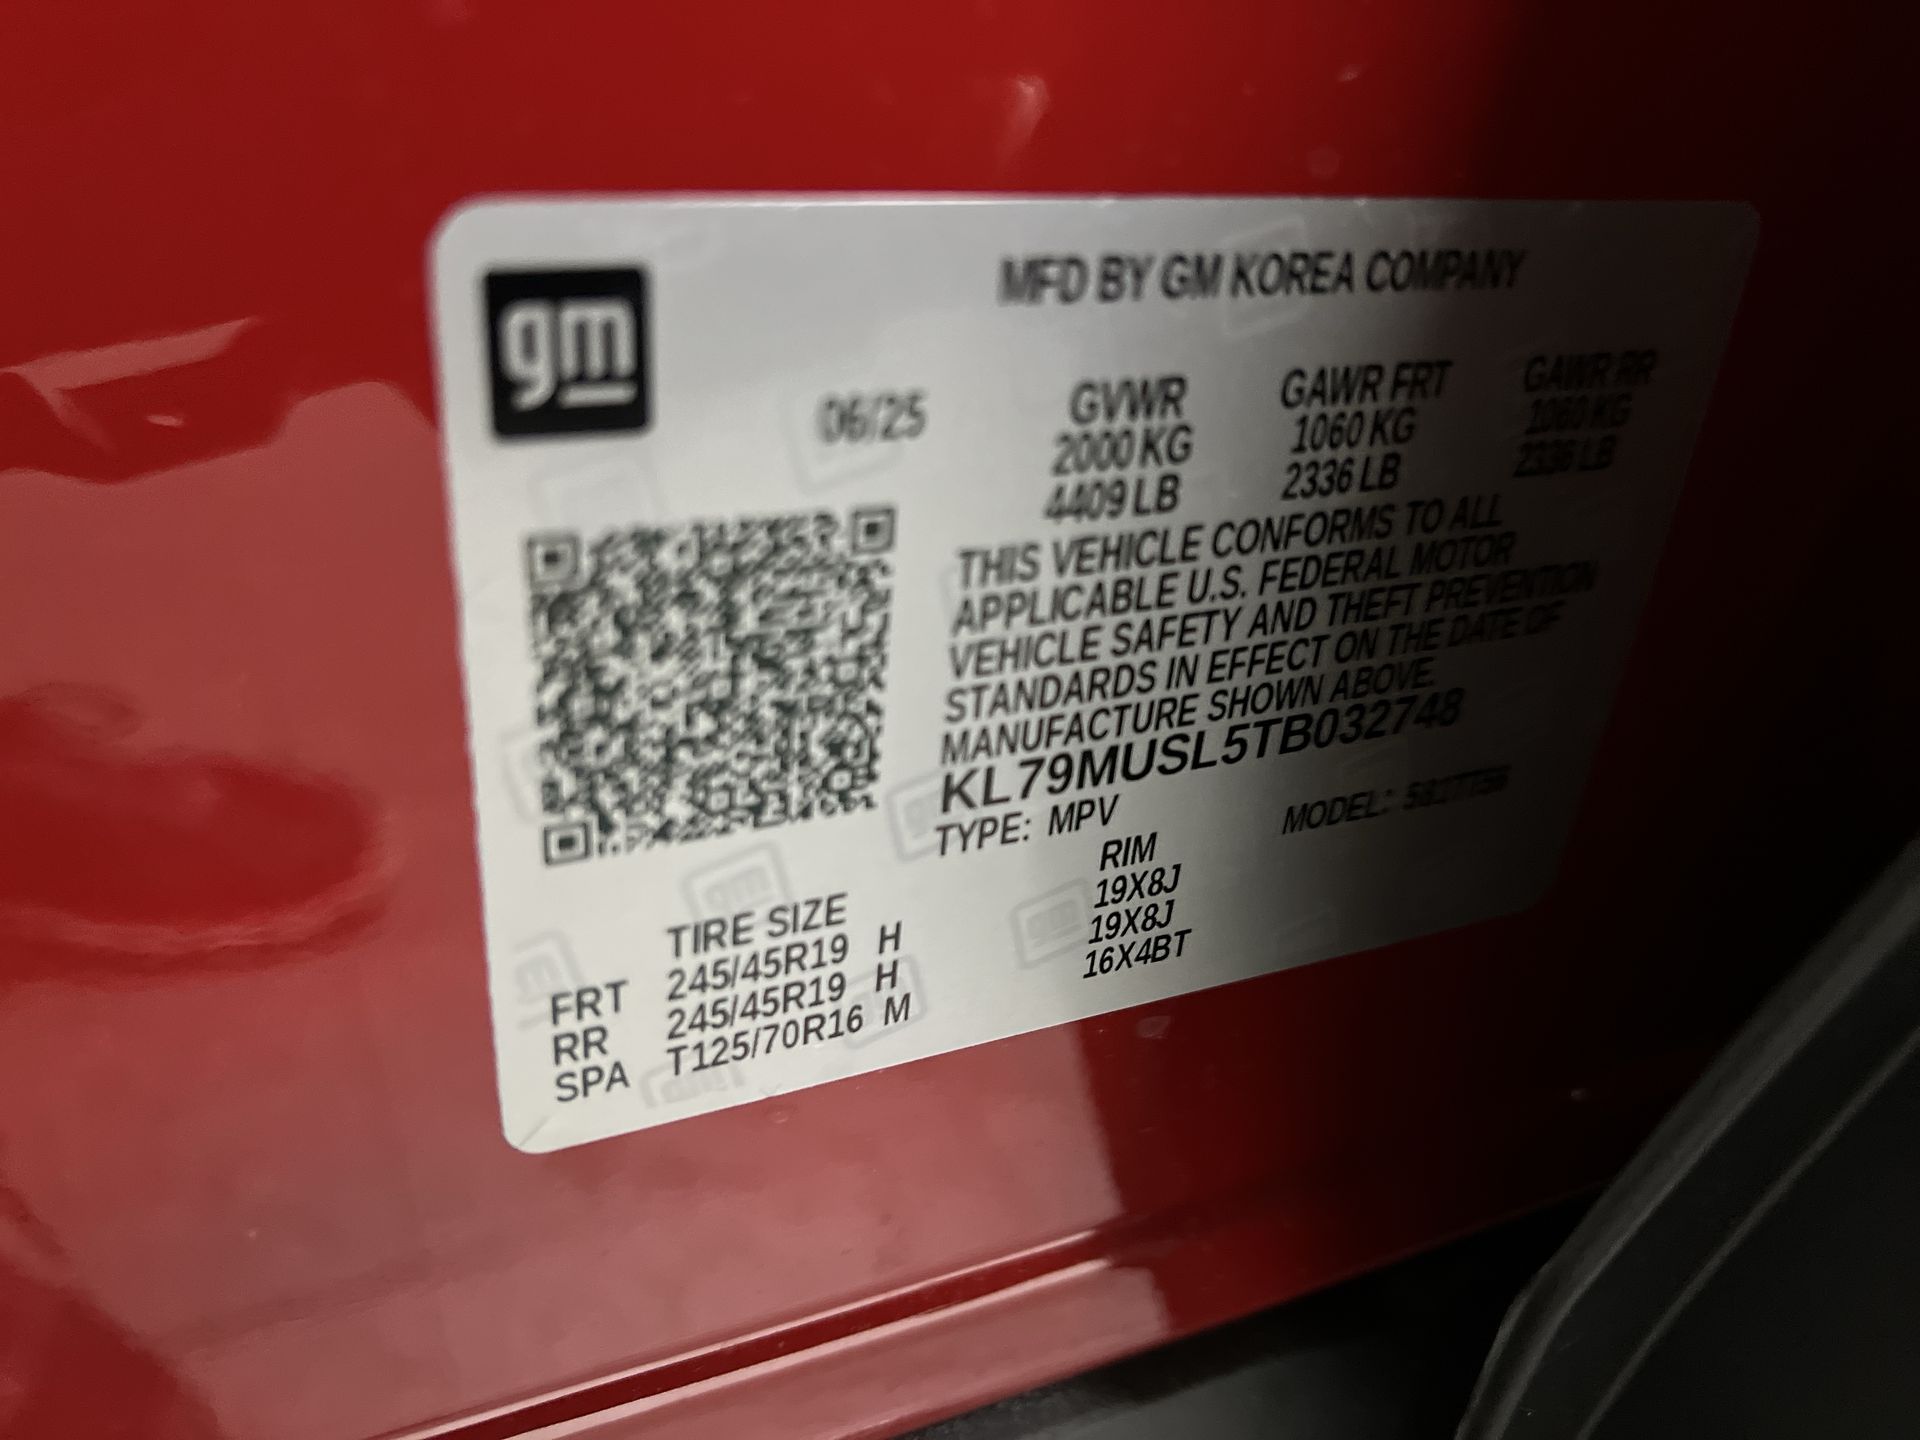 gm
MFD BY GM KOREA COMPANY
06/25
GVWR GAWR FRT GAWR RR
2000 KG 1060 KG 1060 KG
4409 LB 2336 LB 2336 LB
THIS VEHICLE CONFORMS TO ALL
APPLICABLE U.S. FEDERAL MOTOR
VEHICLE SAFETY AND THEFT PREVENTION
STANDARDS IN EFFECT ON THE DATE OF
MANUFACTURE SHOWN ABOVE.
KL79MUSL5TB032748
TYPE: MPV MODEL:
TIRE SIZE RIM
FRT 245/45R19 H 19X8J
RR 245/45R19 H 19X8J
SPA T125/70R16 M 16X4BT